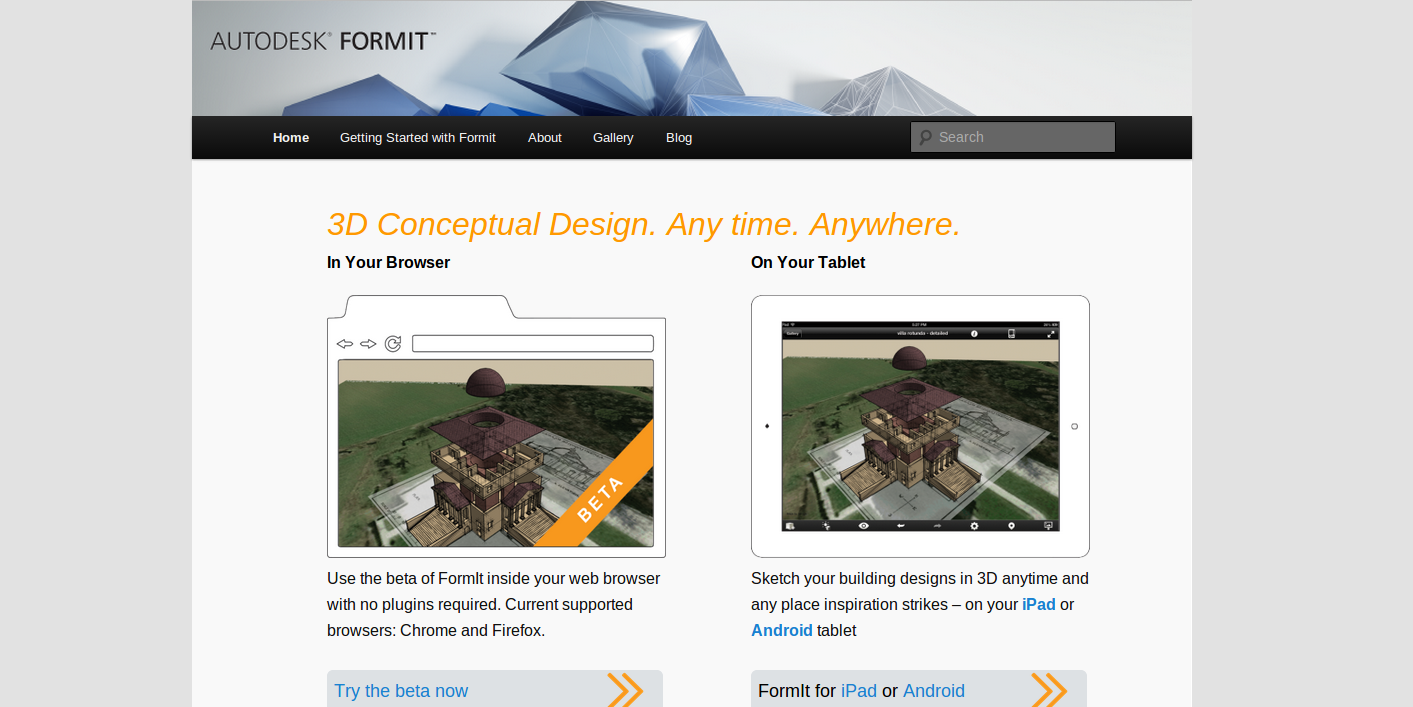 AUTODESK® FORMIT™
Home Getting Started with Formit About Gallery Blog Search
3D Conceptual Design. Any time. Anywhere.
In Your Browser
On Your Tablet
BETA
villa rotunda - detailed
Use the beta of FormIt inside your web browser
with no plugins required. Current supported
browsers: Chrome and Firefox.
Sketch your building designs in 3D anytime and
any place inspiration strikes – on your iPad or
Android tablet
Try the beta now
FormIt for iPad or Android